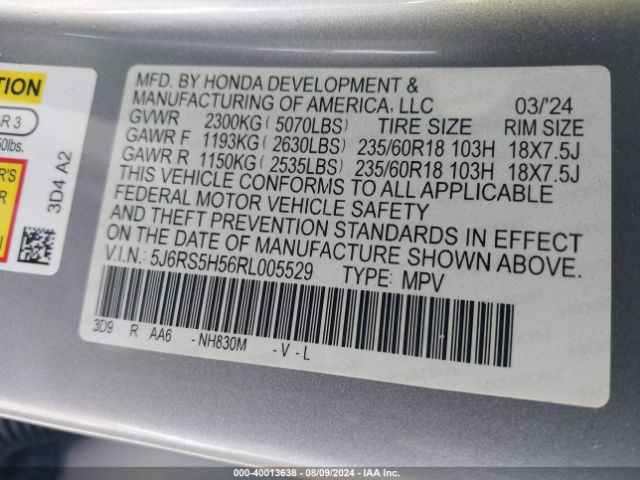 MFD. BY HONDA DEVELOPMENT &
MANUFACTURING OF AMERICA, LLC 03/'24
GVWR 2300KG (5070LBS) TIRE SIZE RIM SIZE
GAWR F 1193KG (2630LBS) 235/60R18 103H 18X7.5J
GAWR R 1150KG (2535LBS) 235/60R18 103H 18X7.5J
THIS VEHICLE CONFORMS TO ALL APPLICABLE
FEDERAL MOTOR VEHICLE SAFETY
AND THEFT PREVENTION STANDARDS IN EFFECT
ON THE DATE OF MANUFACTURE SHOWN ABOVE.
V.I.N.: 5J6RS5H56RL005529 TYPE: MPV
3D9 R AA6 -NH830M -V-L
3D4 A2
000-40013638 - 08/09/2024 - IAA Inc.